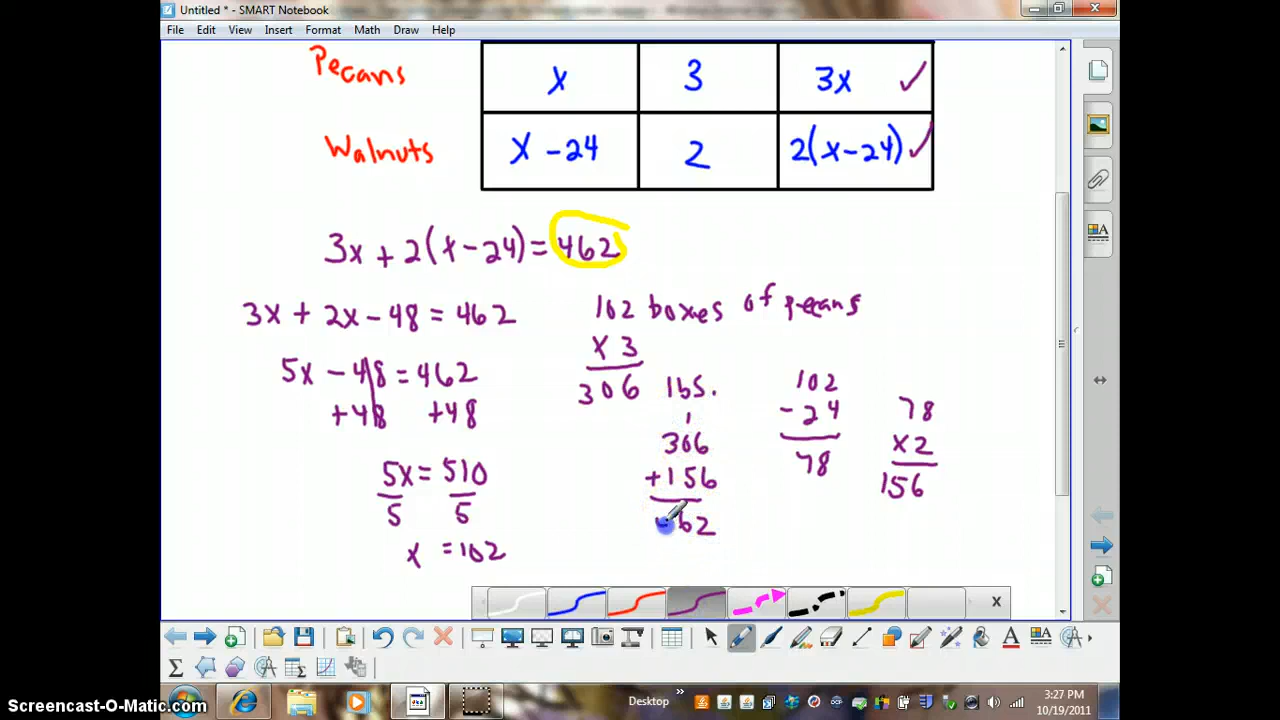 Untitled * - SMART Notebook
File Edit View Insert Format Math Draw Help
Pecans x 3 3x ✓
Walnuts x - 24 2 2(x-24) ✓
3x + 2(x-24) = 462
3x + 2x - 48 = 462
102 boxes of pecans
x 3
306 lbs.
5x - 48 = 462
+48 +48
5x = 510
5 5
x = 102
1
306
+156
62
102
-24
78
78
x2
156
x
Desktop »
3:27 PM
10/19/2011
Screencast-O-Matic.com